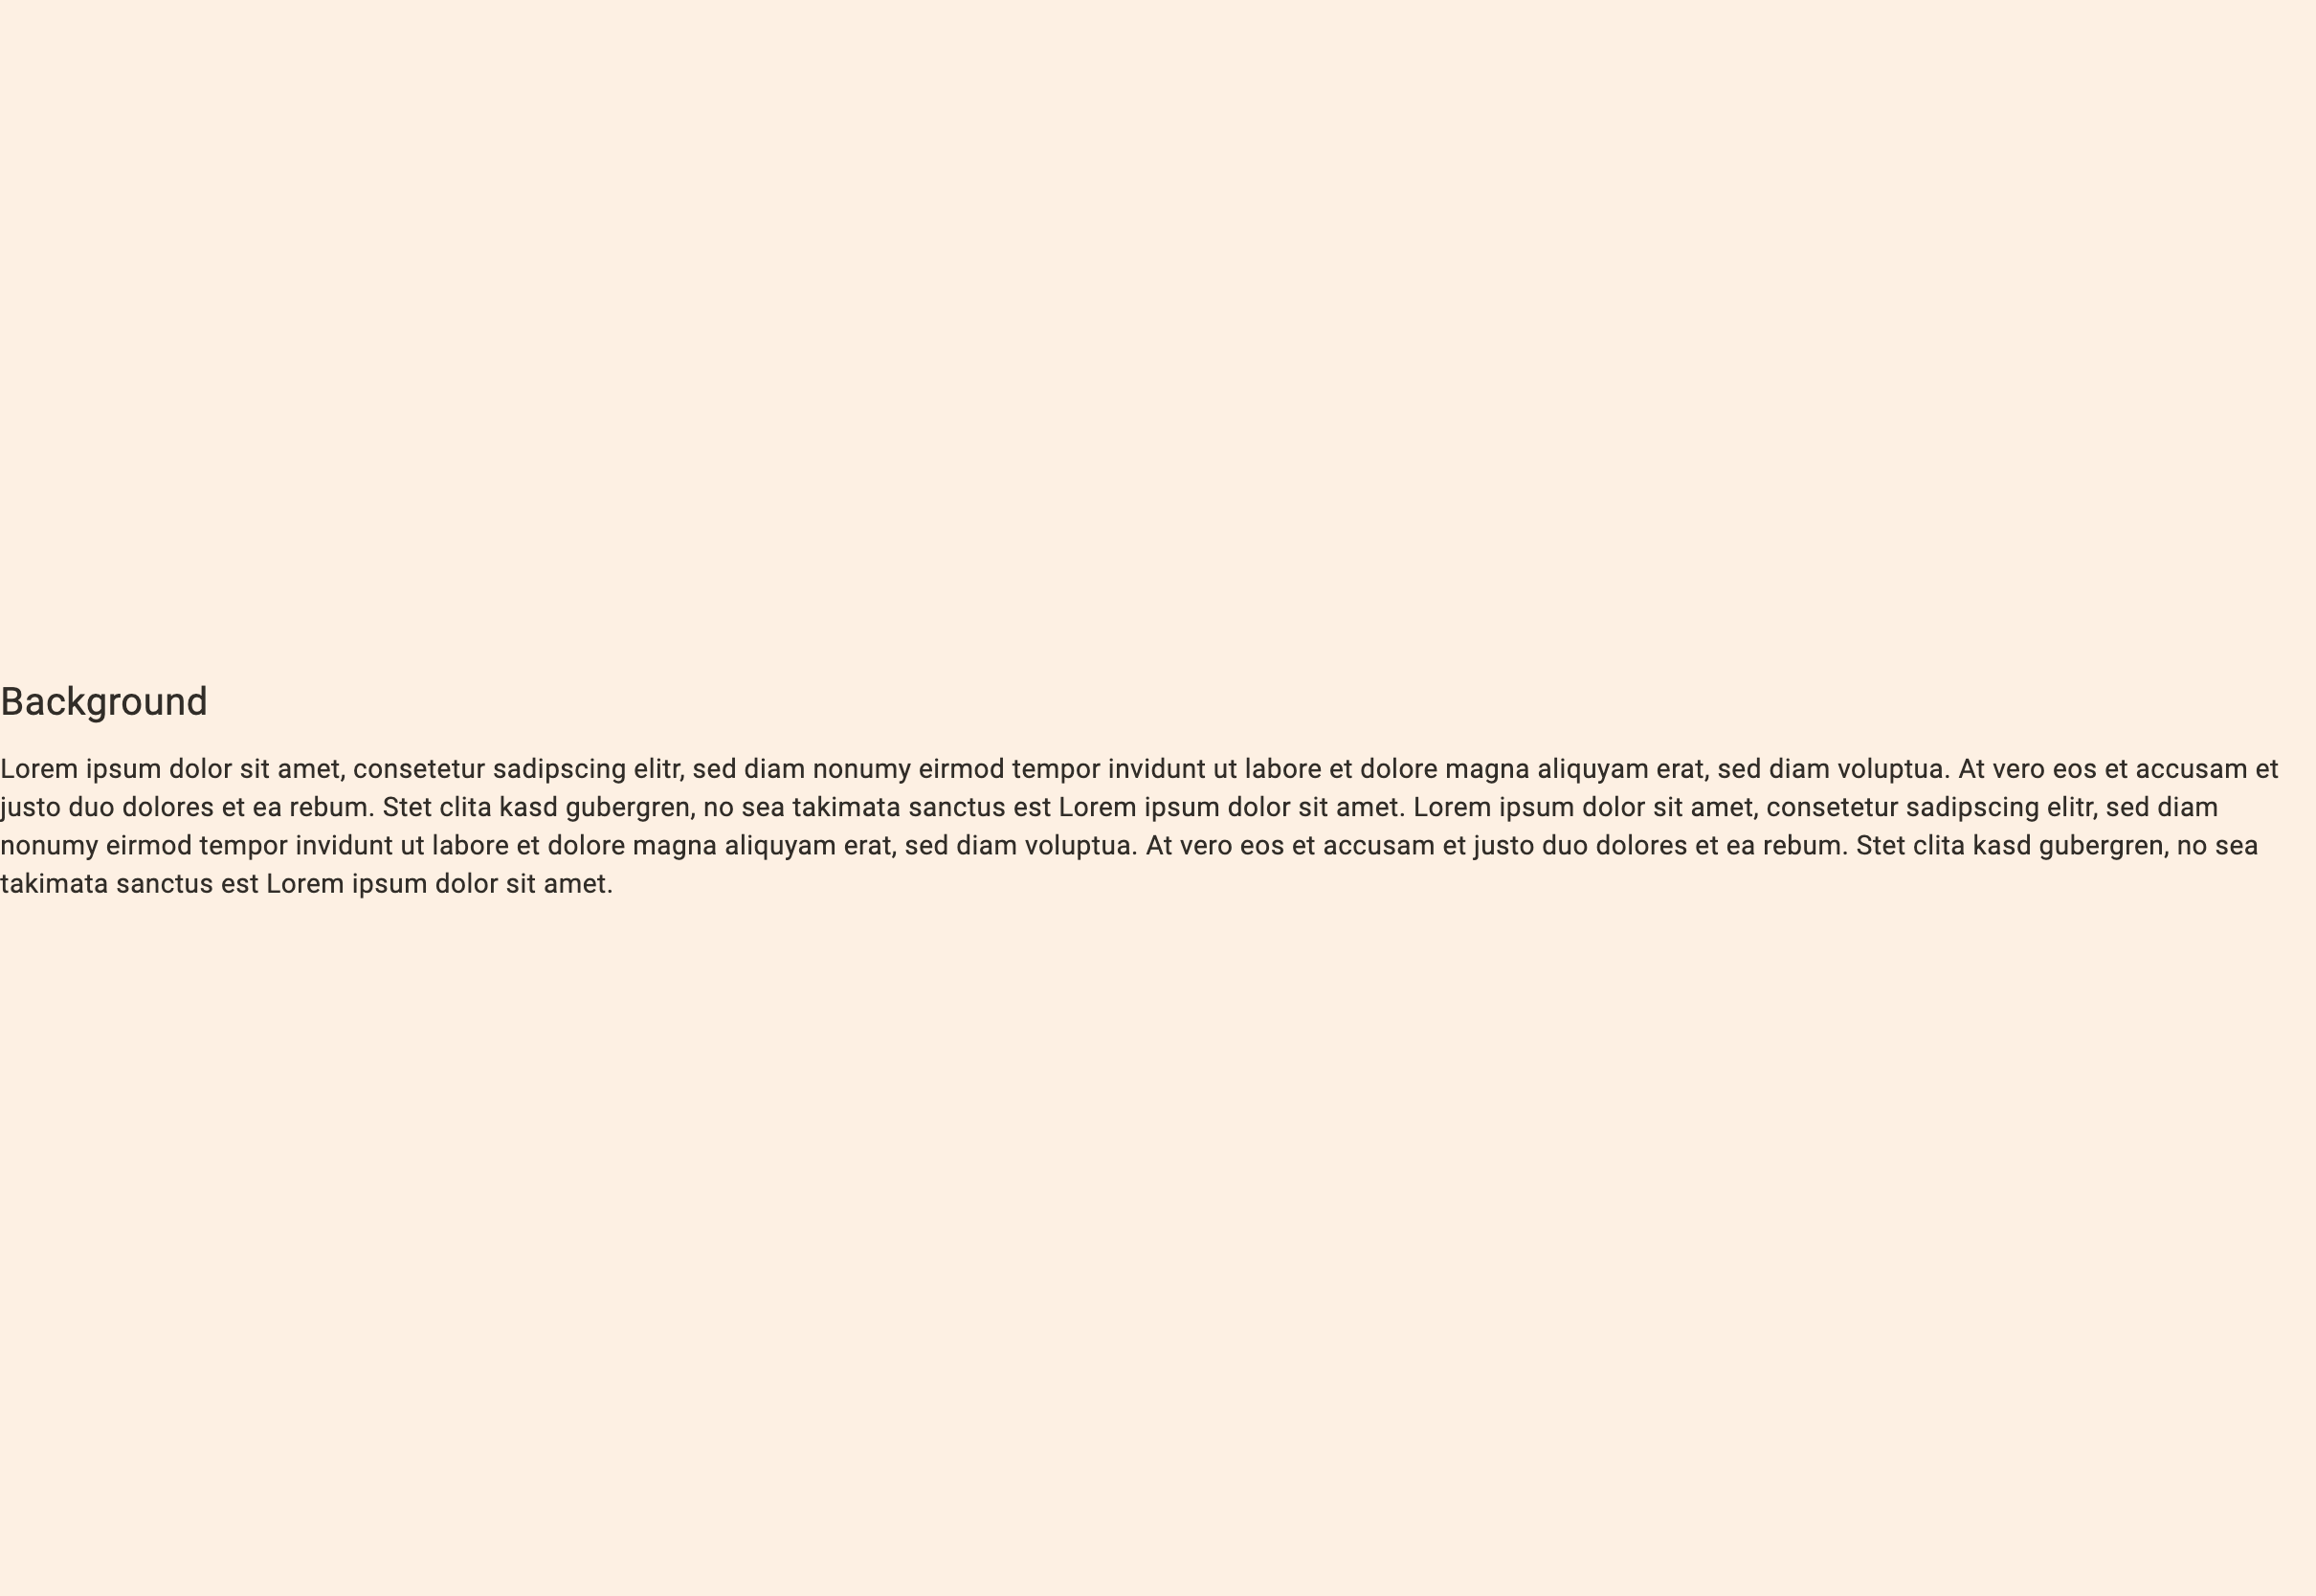 Background
Lorem ipsum dolor sit amet, consetetur sadipscing elitr, sed diam nonumy eirmod tempor invidunt ut labore et dolore magna aliquyam erat, sed diam voluptua. At vero eos et accusam et
justo duo dolores et ea rebum. Stet clita kasd gubergren, no sea takimata sanctus est Lorem ipsum dolor sit amet. Lorem ipsum dolor sit amet, consetetur sadipscing elitr, sed diam
nonumy eirmod tempor invidunt ut labore et dolore magna aliquyam erat, sed diam voluptua. At vero eos et accusam et justo duo dolores et ea rebum. Stet clita kasd gubergren, no sea
takimata sanctus est Lorem ipsum dolor sit amet.